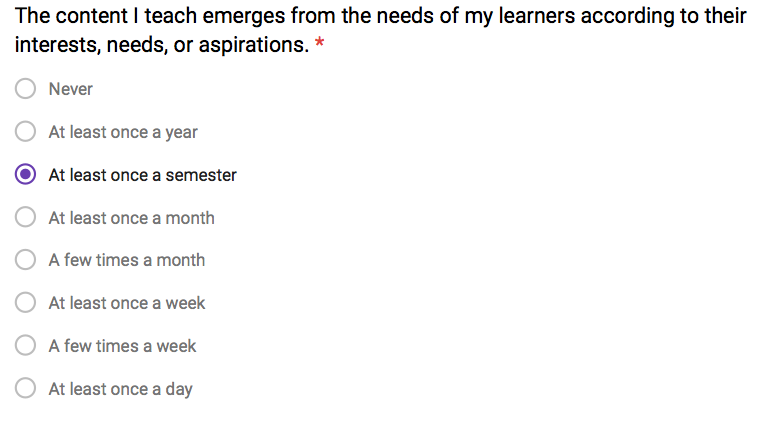 The content I teach emerges from the needs of my learners according to their
interests, needs, or aspirations. *
Never
At least once a year
At least once a semester
At least once a month
A few times a month
At least once a week
A few times a week
At least once a day